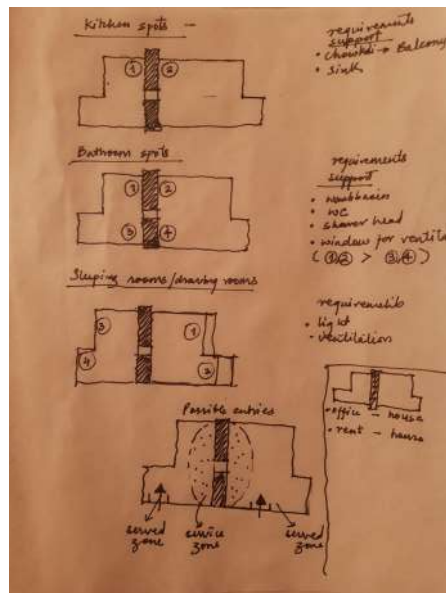 Kitchen spots —
① ②
requirements
support
• Chowkdi → Balcony
• Sink
Bathroom spots
① ②
③ ④
requirements
support
• washbasin
• WC
• shower head
• window for ventila
( ①② > ③④ )
Sleeping rooms/drawing rooms
③ ①
④ ②
requirements
• light
• ventilation
Possible entries
served
zone
service
zone
served
zone
• office — house
• rent — house